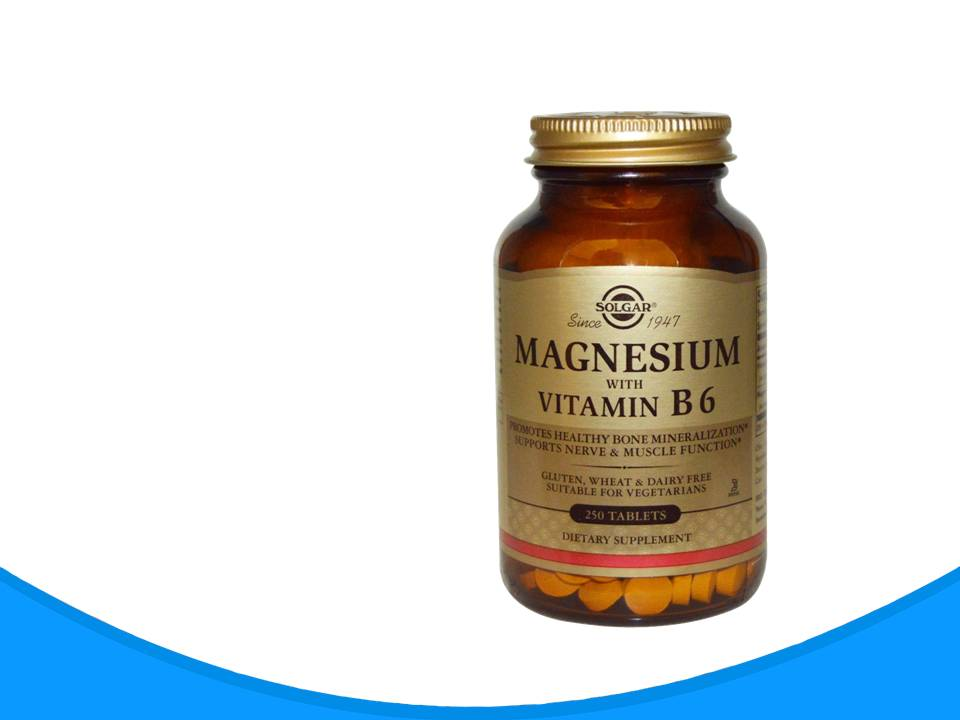 SOLGAR®
Since 1947
MAGNESIUM
WITH
VITAMIN B6
PROMOTES HEALTHY BONE MINERALIZATION*
SUPPORTS NERVE & MUSCLE FUNCTION*
GLUTEN, WHEAT & DAIRY FREE
SUITABLE FOR VEGETARIANS
250 TABLETS
DIETARY SUPPLEMENT